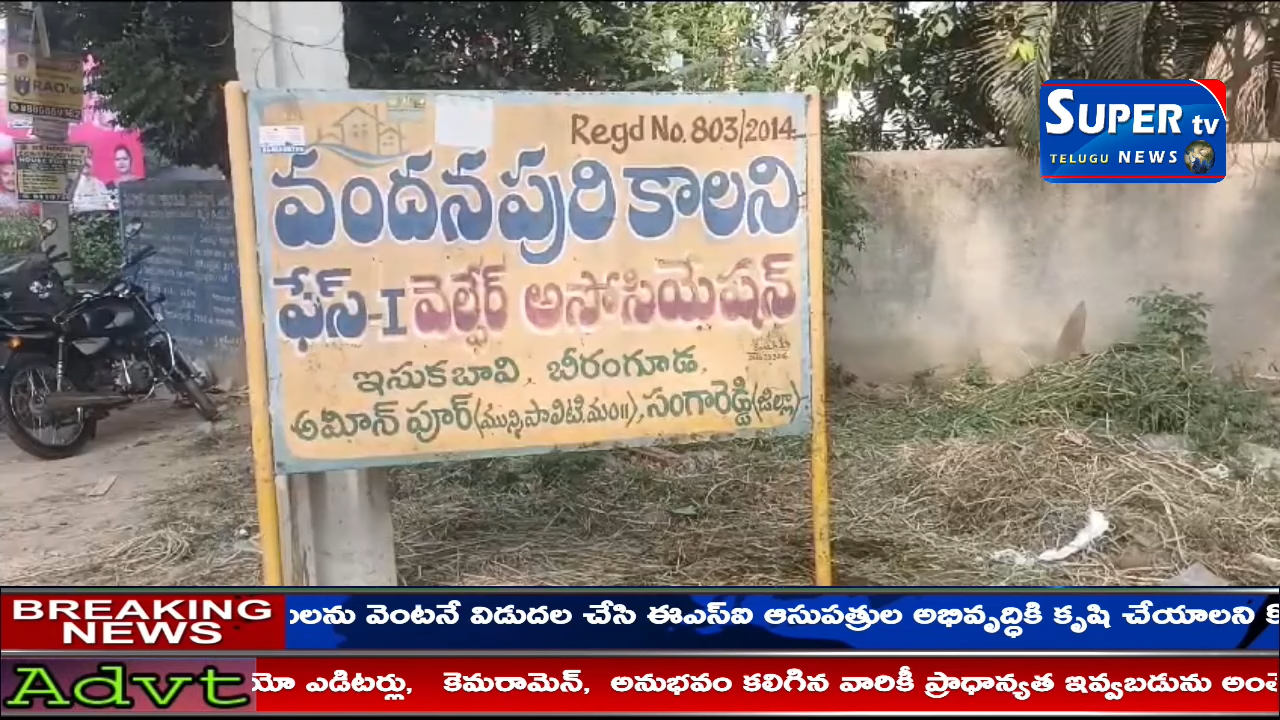 Regd No. 803/2014
వందనపురి కాలని
ఫేస్-I వెల్ఫేర్ అసోసియేషన్
ఇసుకబావి, బీరంగూడ,
అమీన్ పూర్(మున్సిపాలిటి.మం॥), సంగారెడ్డి(జిల్లా)
SUPER tv
TELUGU NEWS
RAO's
BREAKING NEWS
లను వెంటనే విడుదల చేసి ఈఎస్ఐ ఆసుపత్రుల అభివృద్ధికి కృషి చేయాలని
Advt
ఎడిటర్లు, కెమరామెన్, అనుభవం కలిగిన వారికీ ప్రాధాన్యత ఇవ్వబడును